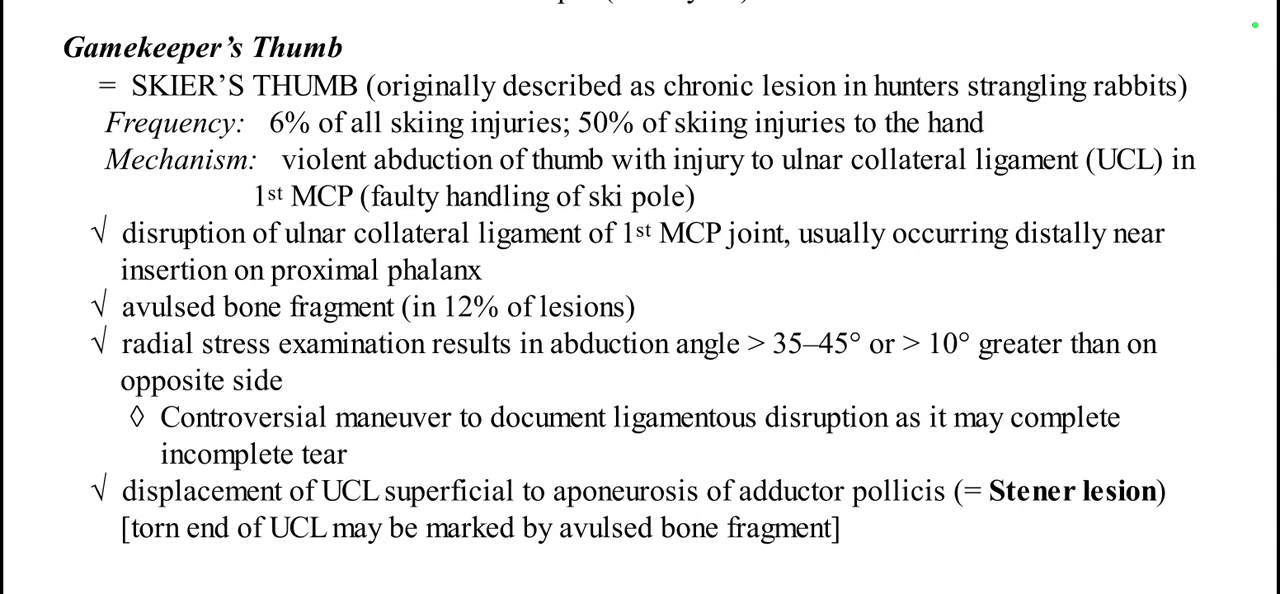 Gamekeeper’s Thumb
= SKIER’S THUMB (originally described as chronic lesion in hunters strangling rabbits)
Frequency: 6% of all skiing injuries; 50% of skiing injuries to the hand
Mechanism: violent abduction of thumb with injury to ulnar collateral ligament (UCL) in
1st MCP (faulty handling of ski pole)
√ disruption of ulnar collateral ligament of 1st MCP joint, usually occurring distally near
insertion on proximal phalanx
√ avulsed bone fragment (in 12% of lesions)
√ radial stress examination results in abduction angle > 35–45° or > 10° greater than on
opposite side
◊ Controversial maneuver to document ligamentous disruption as it may complete
incomplete tear
√ displacement of UCL superficial to aponeurosis of adductor pollicis (= Stener lesion)
[torn end of UCL may be marked by avulsed bone fragment]